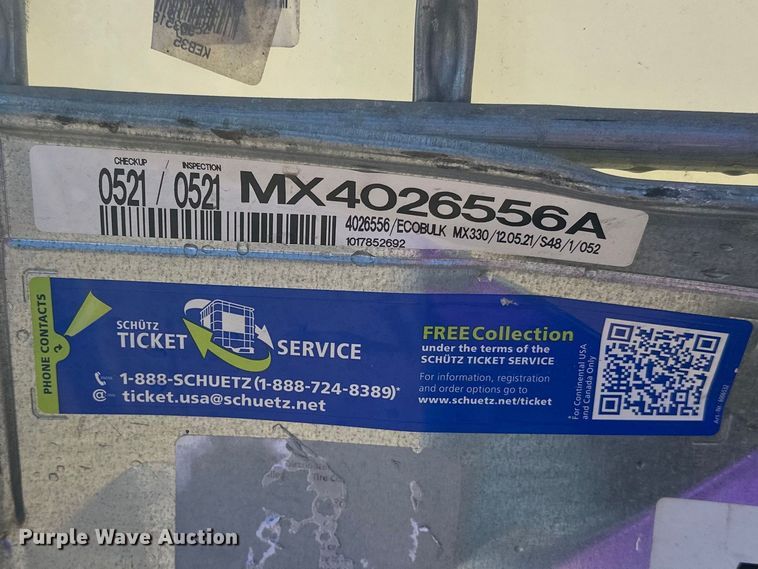 KEB35
CHECKUP / INSPECTION
0521 / 0521 MX4026556A
4026556/ECOBULK MX330/12.05.21/S48/1/052
1017852692
PHONE CONTACTS
SCHÜTZ
TICKET
SERVICE
1-888-SCHUETZ (1-888-724-8389)*
@ ticket.usa@schuetz.net
FREE Collection
under the terms of the
SCHÜTZ TICKET SERVICE
For information, registration
and order options go to
www.schuetz.net/ticket
*For Continental USA
and Canada Only
Purple Wave Auction